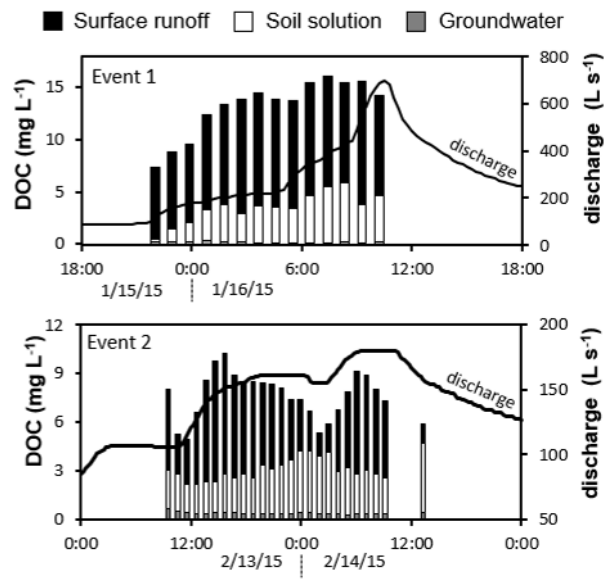 Surface runoff Soil solution Groundwater
Event 1
DOC (mg L-1)
15
10
5
0
800
600
400
200
0
discharge (L s-1)
discharge
18:00 0:00 6:00 12:00 18:00
1/15/15 1/16/15
Event 2
DOC (mg L-1)
12
9
6
3
0
200
150
100
50
discharge (L s-1)
discharge
0:00 12:00 0:00 12:00 0:00
2/13/15 2/14/15